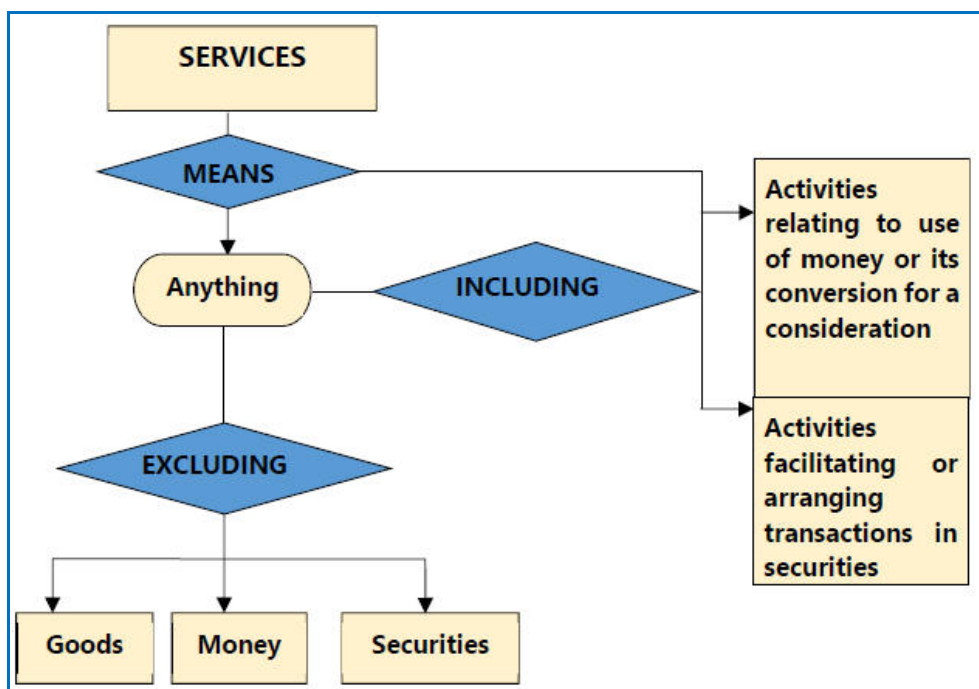 SERVICES
MEANS
Anything
INCLUDING
Activities
relating to use
of money or its
conversion for a
consideration
Activities
facilitating or
arranging
transactions in
securities
EXCLUDING
Goods
Money
Securities